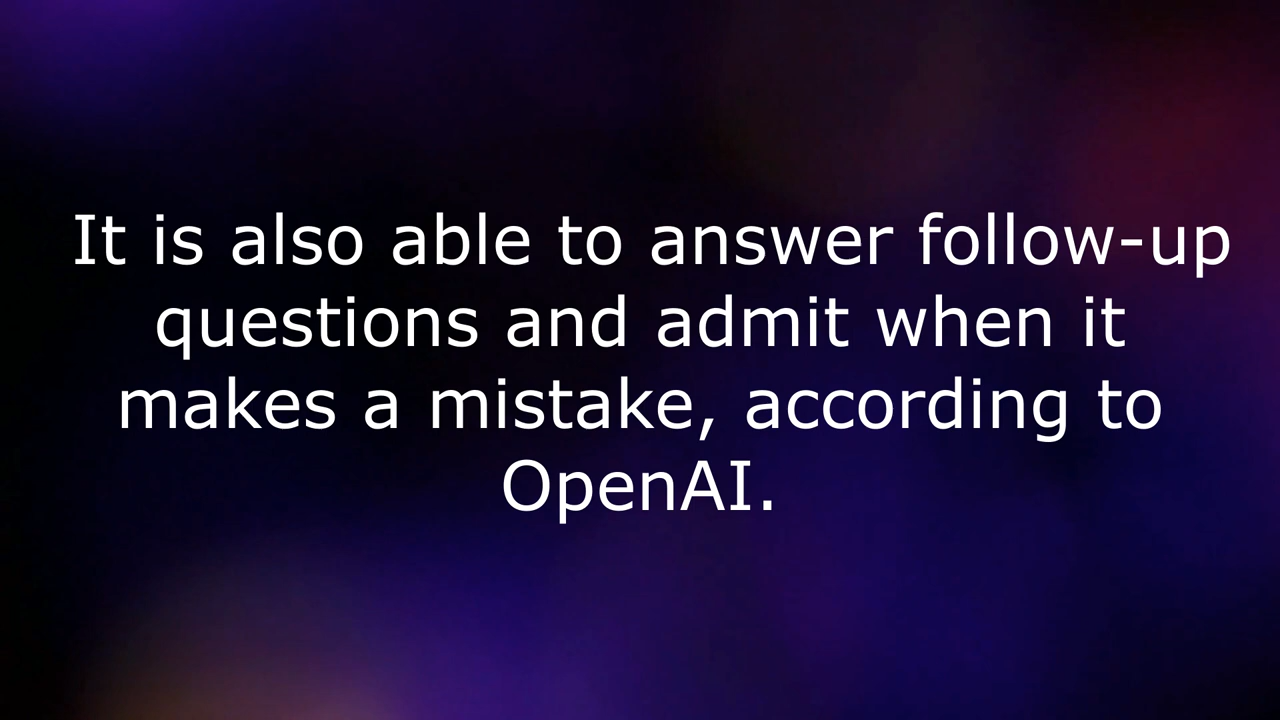 It is also able to answer follow-up
questions and admit when it
makes a mistake, according to
OpenAI.